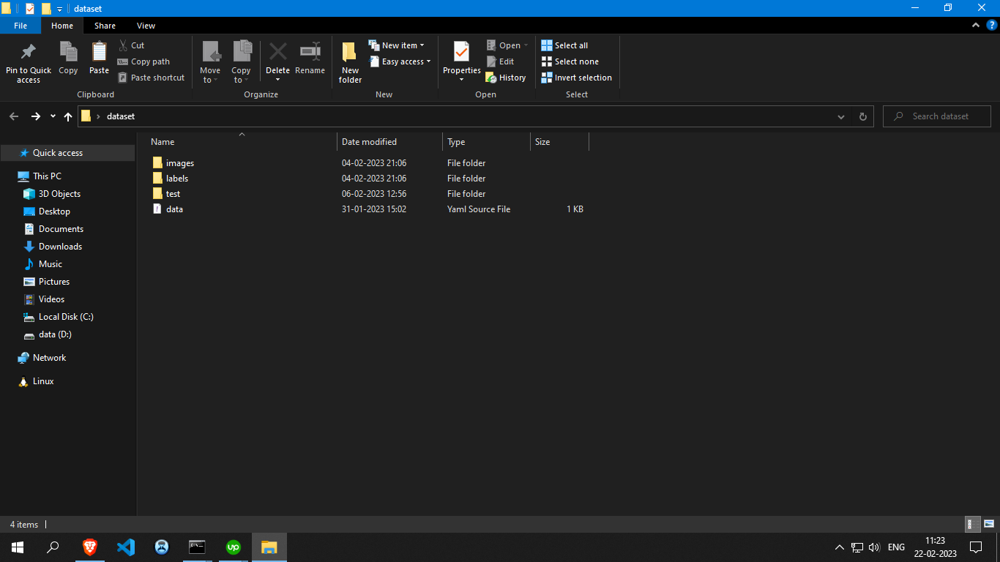 dataset
File Home Share View
Pin to Quick access
Copy
Paste
Cut
Copy path
Paste shortcut
Clipboard
Move to
Copy to
Delete
Rename
Organize
New folder
New item
Easy access
New
Properties
Open
Edit
History
Open
Select all
Select none
Invert selection
Select
dataset
Search dataset
Name Date modified Type Size
images 04-02-2023 21:06 File folder
labels 04-02-2023 21:06 File folder
test 06-02-2023 12:56 File folder
data 31-01-2023 15:02 Yaml Source File 1 KB
Quick access
This PC
3D Objects
Desktop
Documents
Downloads
Music
Pictures
Videos
Local Disk (C:)
data (D:)
Network
Linux
4 items
up
ENG
11:23
22-02-2023